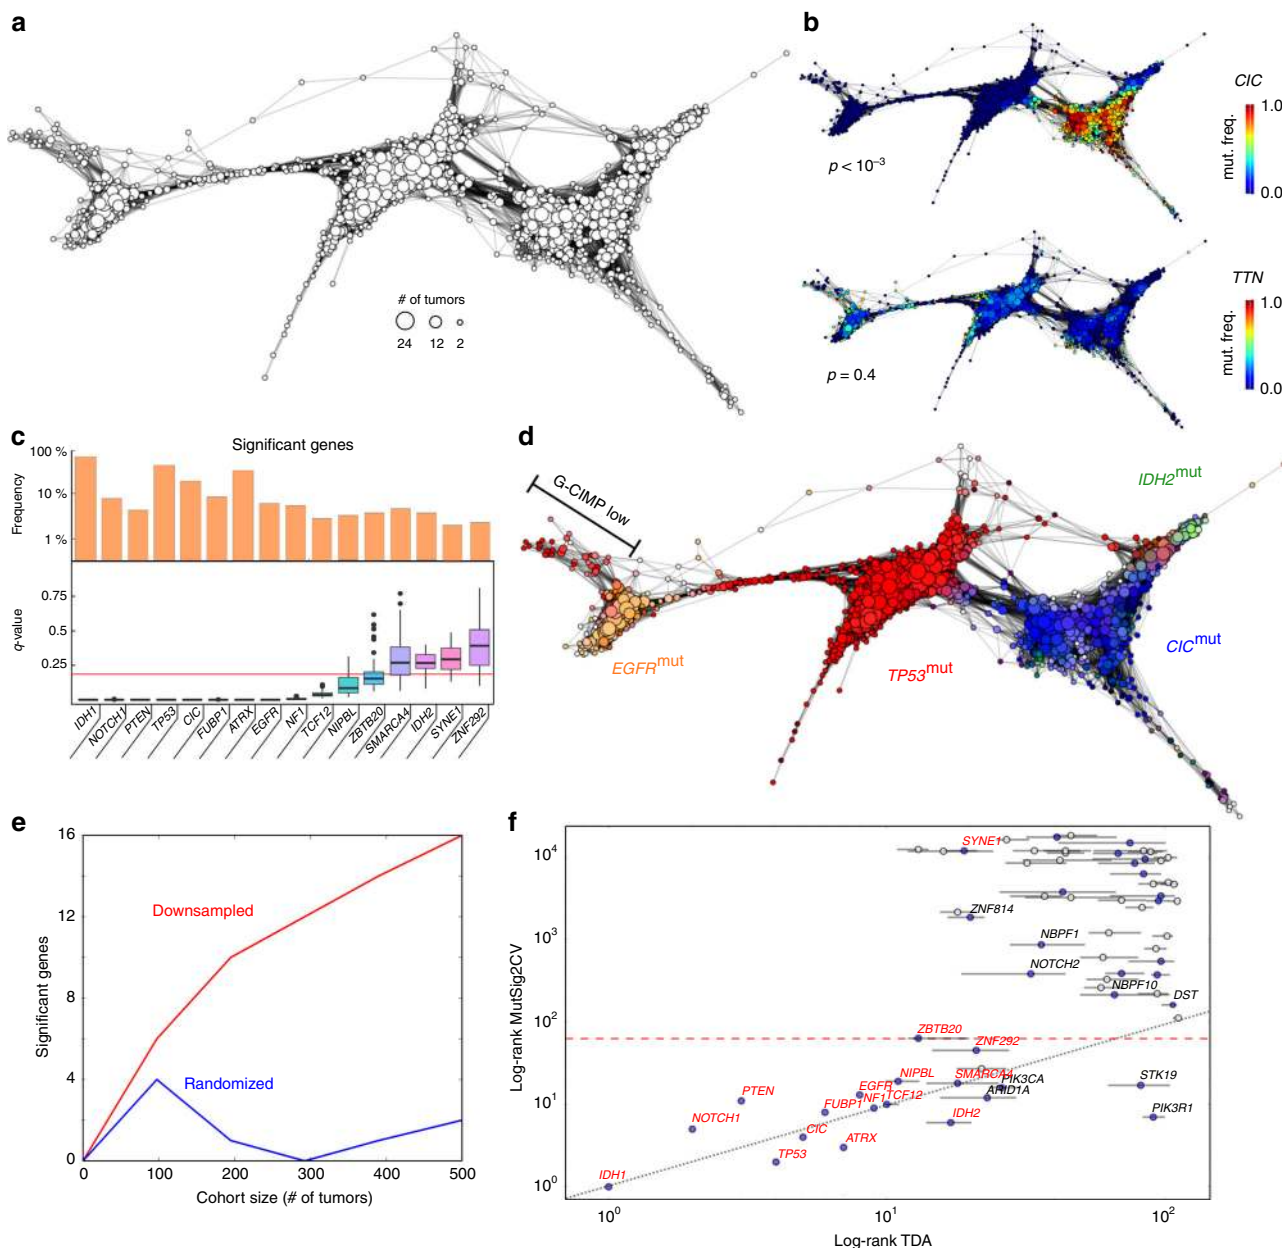 a
# of tumors
24 12 2
b
CIC
1.0
mut. freq.
0.0
p < 10⁻³
TTN
1.0
mut. freq.
0.0
p = 0.4
c
Significant genes
100 %
10 %
1 %
Frequency
0.75
0.5
0.25
q-value
IDH1 NOTCH1 PTEN TP53 CIC FUBP1 ATRX EGFR NF1 TCF12 NIPBL ZBTB20 SMARCA4 IDH2 SYNE1 ZNF292
d
G-CIMP low
IDH2mut
EGFRmut
TP53mut
CICmut
e
16
12
8
4
0
Significant genes
Downsampled
Randomized
0 100 200 300 400 500
Cohort size (# of tumors)
f
10⁴
10³
10²
10¹
10⁰
Log-rank MutSig2CV
SYNE1
ZNF814
NBPF1
NOTCH2
NBPF10
DST
ZBTB20
ZNF292
NIPBL
SMARCA4
PIK3CA
ARID1A
STK19
PIK3R1
PTEN
EGFR
NF1
TCF12
FUBP1
NOTCH1
CIC
ATRX
IDH2
TP53
IDH1
10⁰ 10¹ 10²
Log-rank TDA